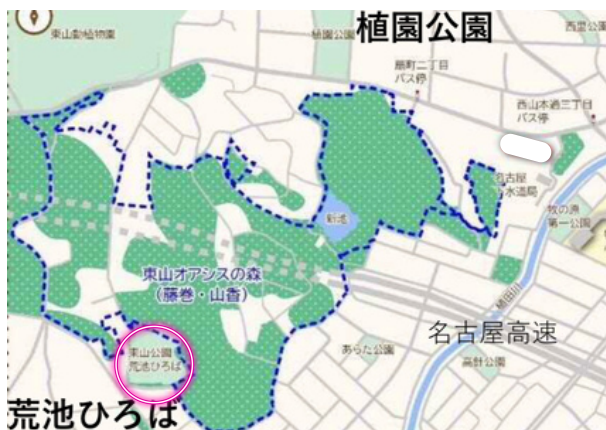 東山動植物園
植園公園
植園公園
西里公園
扇町二丁目
バス停
西山本通三丁目
バス停
名古屋
上下水道局
牧の原
第一公園
新池
東山オアシスの森
(藤巻・山香)
植田川
名古屋高速
東山公園
荒池ひろば
あらた公園
高針公園
荒池ひろば